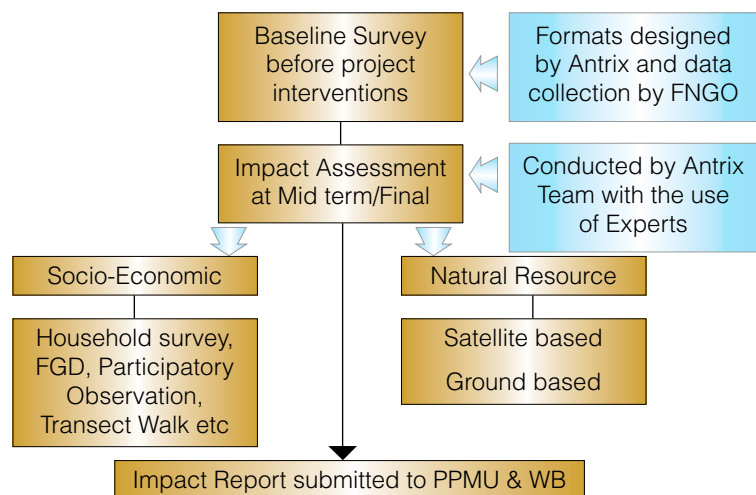 Baseline Survey
before project
interventions
Formats designed
by Antrix and data
collection by FNGO
Impact Assessment
at Mid term/Final
Conducted by Antrix
Team with the use
of Experts
Socio-Economic
Natural Resource
Household survey,
FGD, Participatory
Observation,
Transect Walk etc
Satellite based
Ground based
Impact Report submitted to PPMU & WB